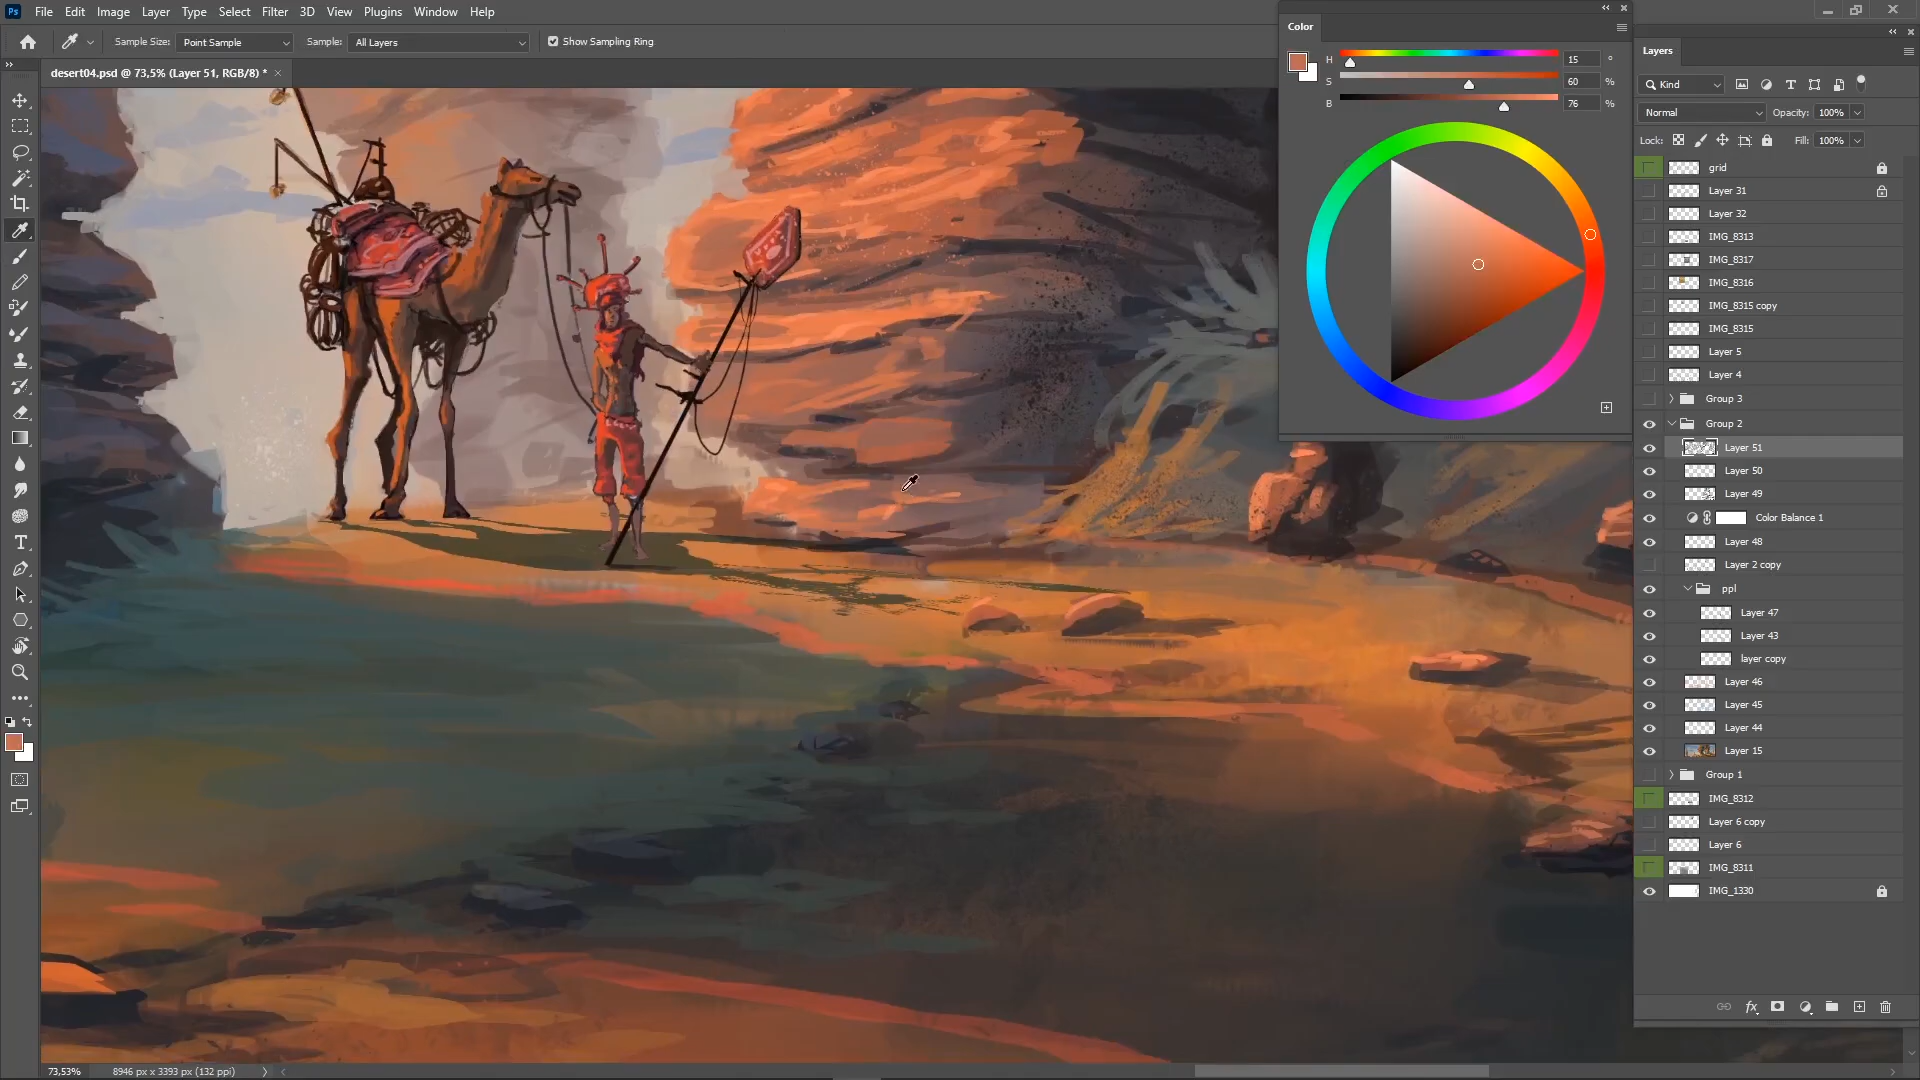 Ps File Edit Image Layer Type Select Filter 3D View Plugins Window Help
Sample Size: Point Sample Sample: All Layers Show Sampling Ring
desert04.psd @ 73,5% (Layer 51, RGB/8) *
Color
H 15 °
S 60 %
B 76 %
Layers
Kind
Normal Opacity: 100%
Lock: Fill: 100%
grid
Layer 31
Layer 32
IMG_8313
IMG_8317
IMG_8316
IMG_8315 copy
IMG_8315
Layer 5
Layer 4
Group 3
Group 2
Layer 51
Layer 50
Layer 49
Color Balance 1
Layer 48
Layer 2 copy
ppl
Layer 47
Layer 43
layer copy
Layer 46
Layer 45
Layer 44
Layer 15
Group 1
IMG_8312
Layer 6 copy
Layer 6
IMG_8311
IMG_1330
fx
73,53% 8946 px x 3393 px (132 ppi)